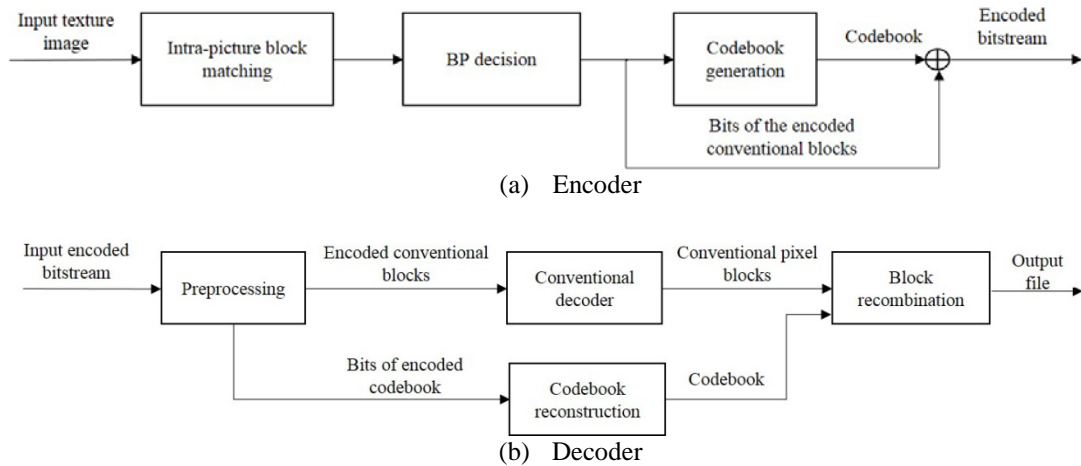 Input texture
image
Intra-picture block
matching
BP decision
Codebook
generation
Codebook
Encoded
bitstream
Bits of the encoded
conventional blocks
(a) Encoder
Input encoded
bitstream
Preprocessing
Encoded conventional
blocks
Conventional
decoder
Conventional pixel
blocks
Block
recombination
Output
file
Bits of encoded
codebook
Codebook
reconstruction
Codebook
(b) Decoder